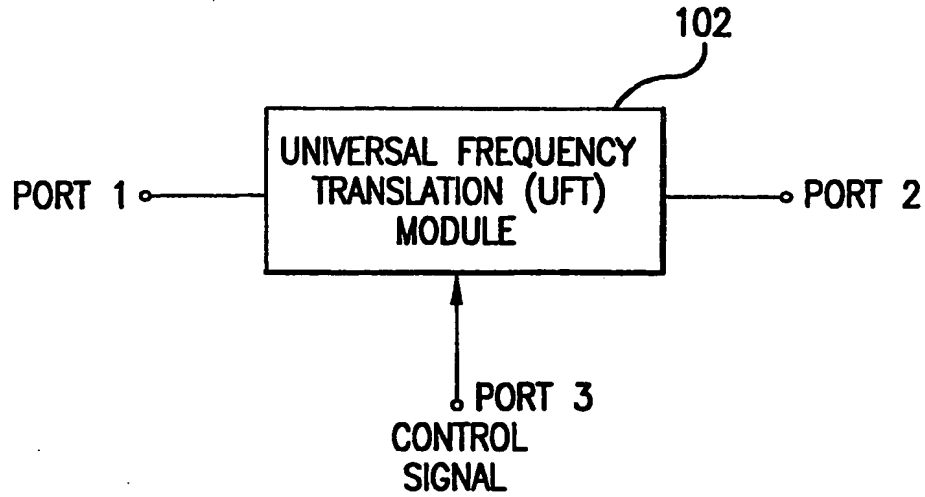 102
UNIVERSAL FREQUENCY
TRANSLATION (UFT)
MODULE
PORT 1
PORT 2
PORT 3
CONTROL
SIGNAL